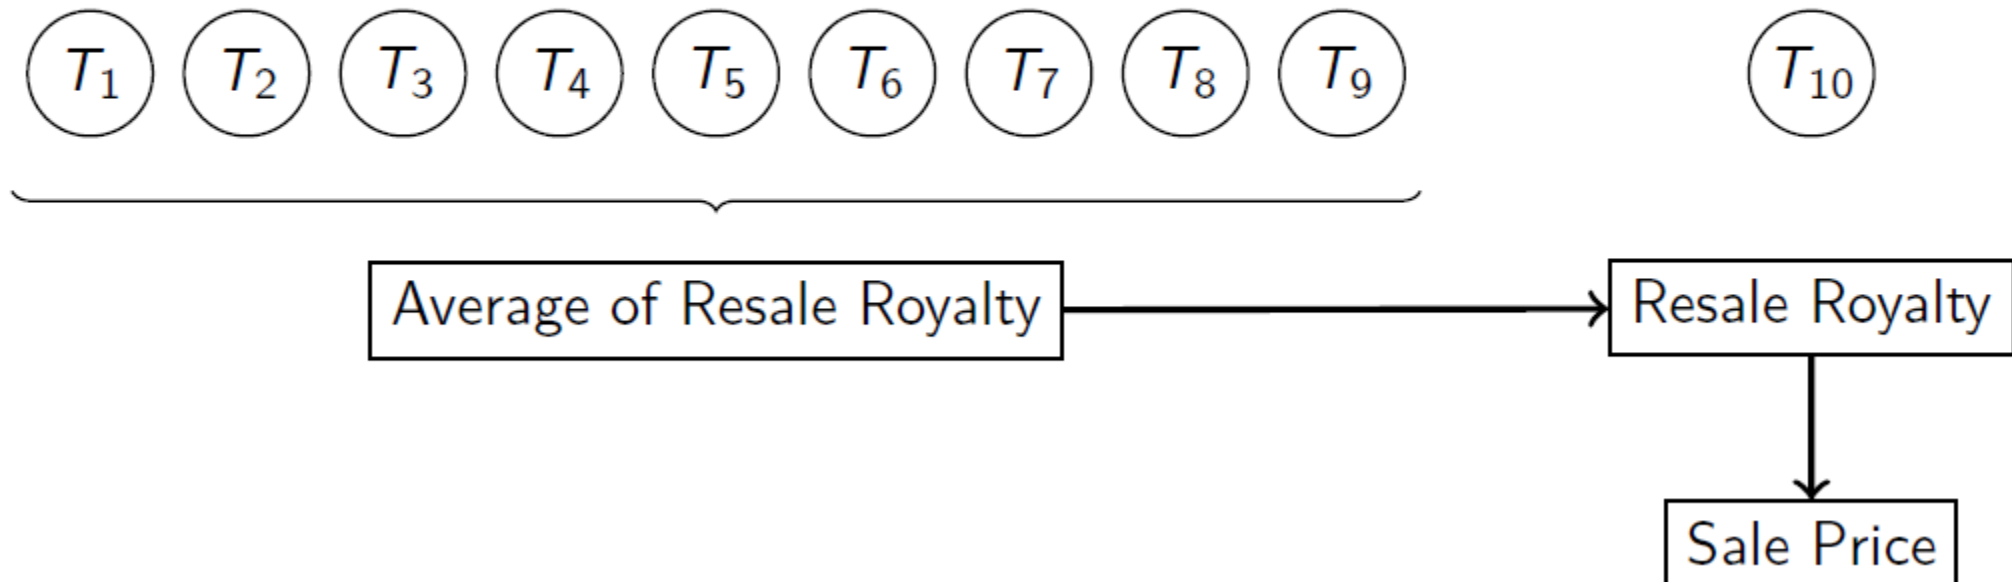 T₁ T₂ T₃ T₄ T₅ T₆ T₇ T₈ T₉ T₁₀
Average of Resale Royalty Resale Royalty
Sale Price